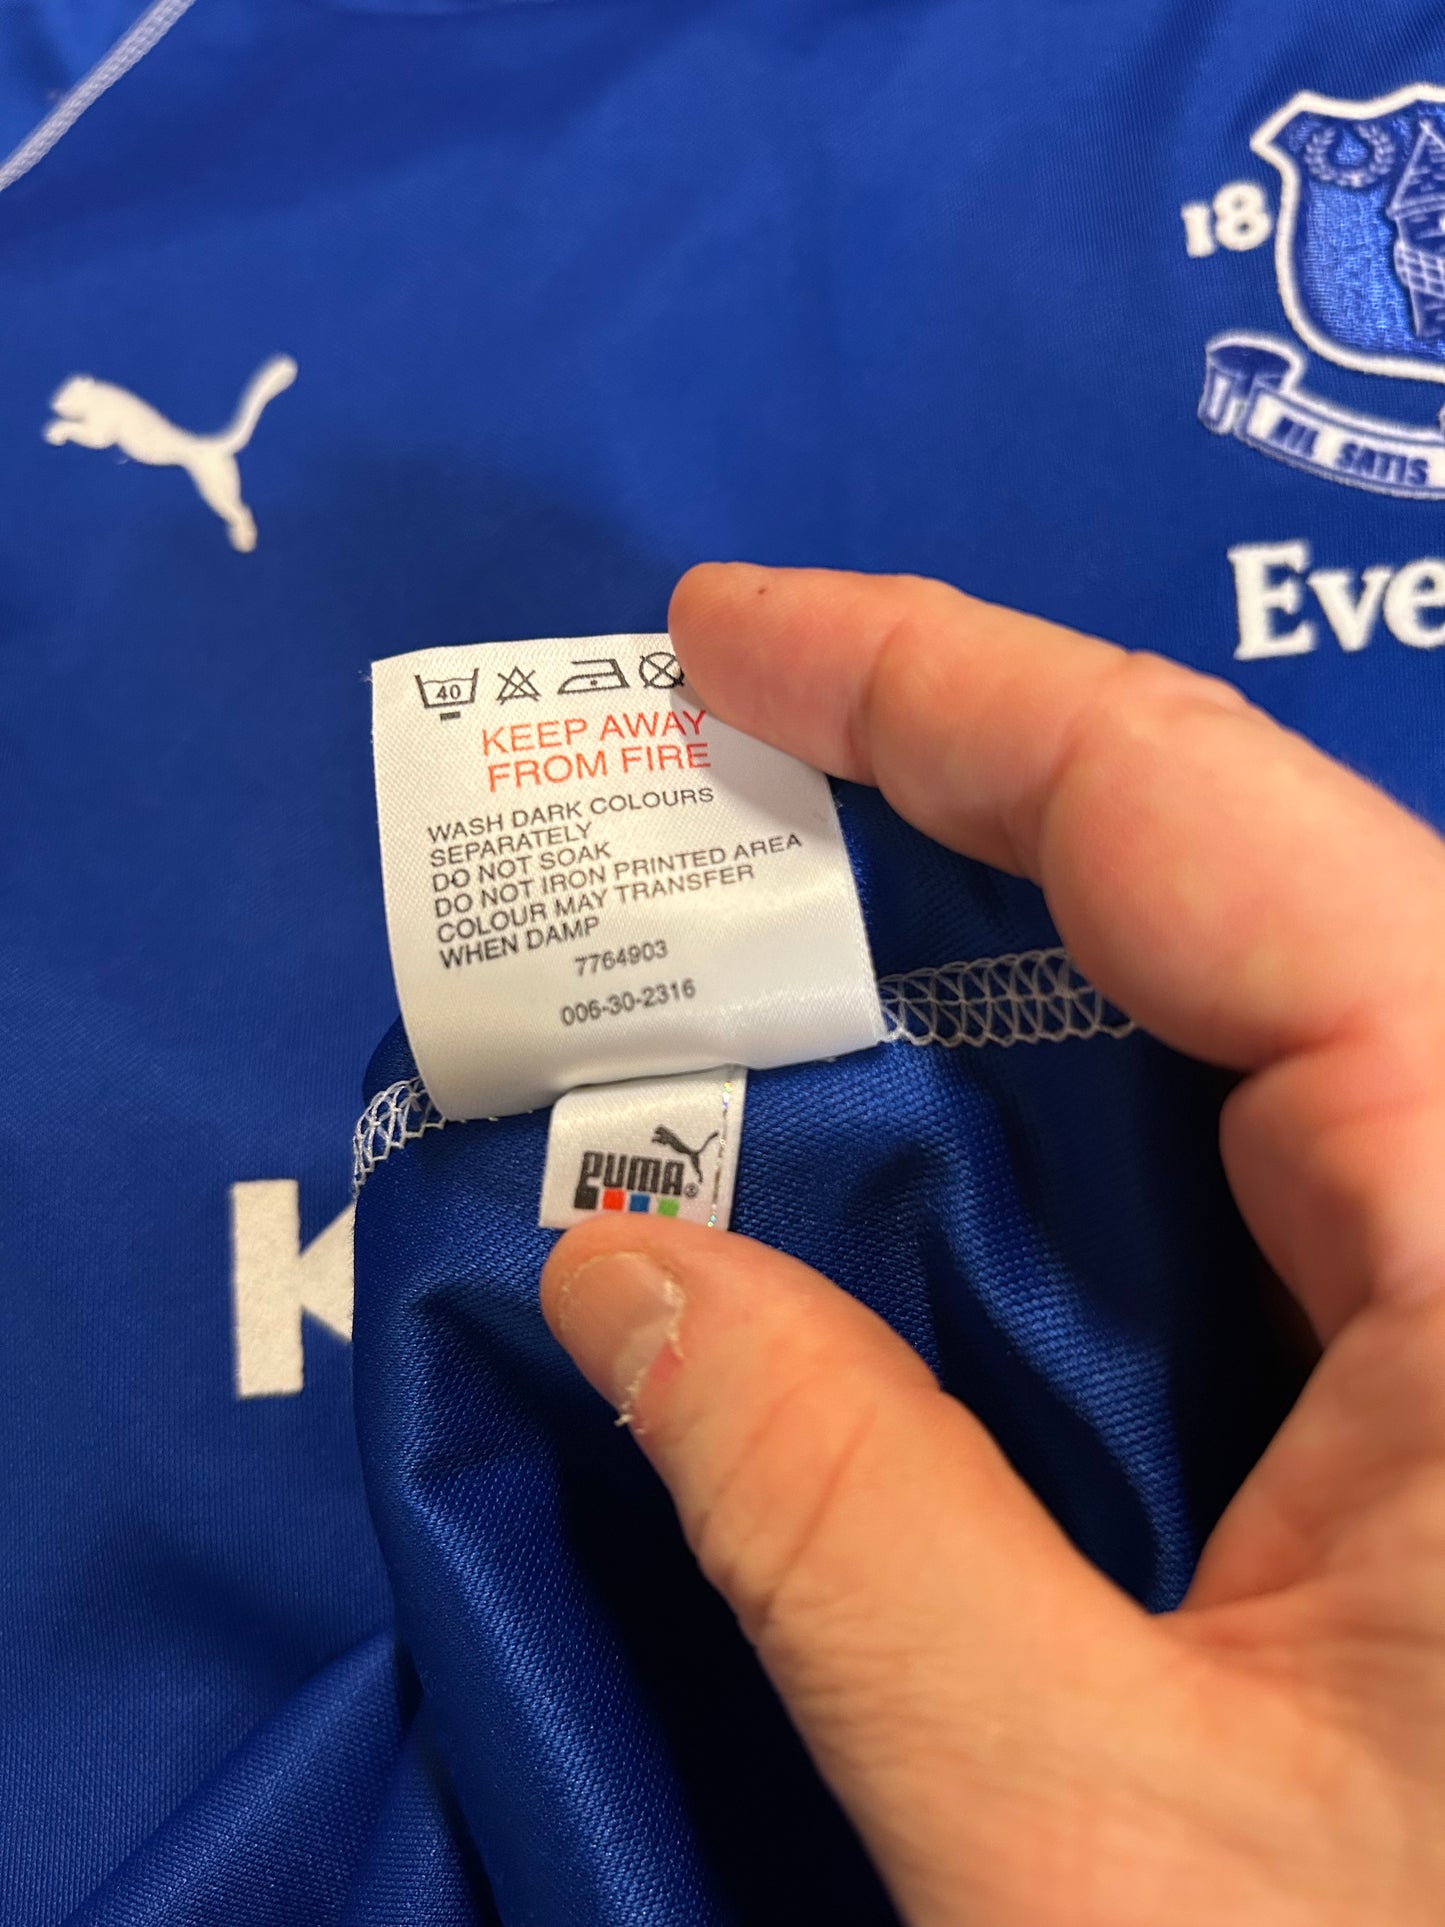 18
NIL SATIS
Eve
40
KEEP AWAY
FROM FIRE
WASH DARK COLOURS
SEPARATELY
DO NOT SOAK
DO NOT IRON PRINTED AREA
COLOUR MAY TRANSFER
WHEN DAMP
7764903
006-30-2316
PUMA®
K